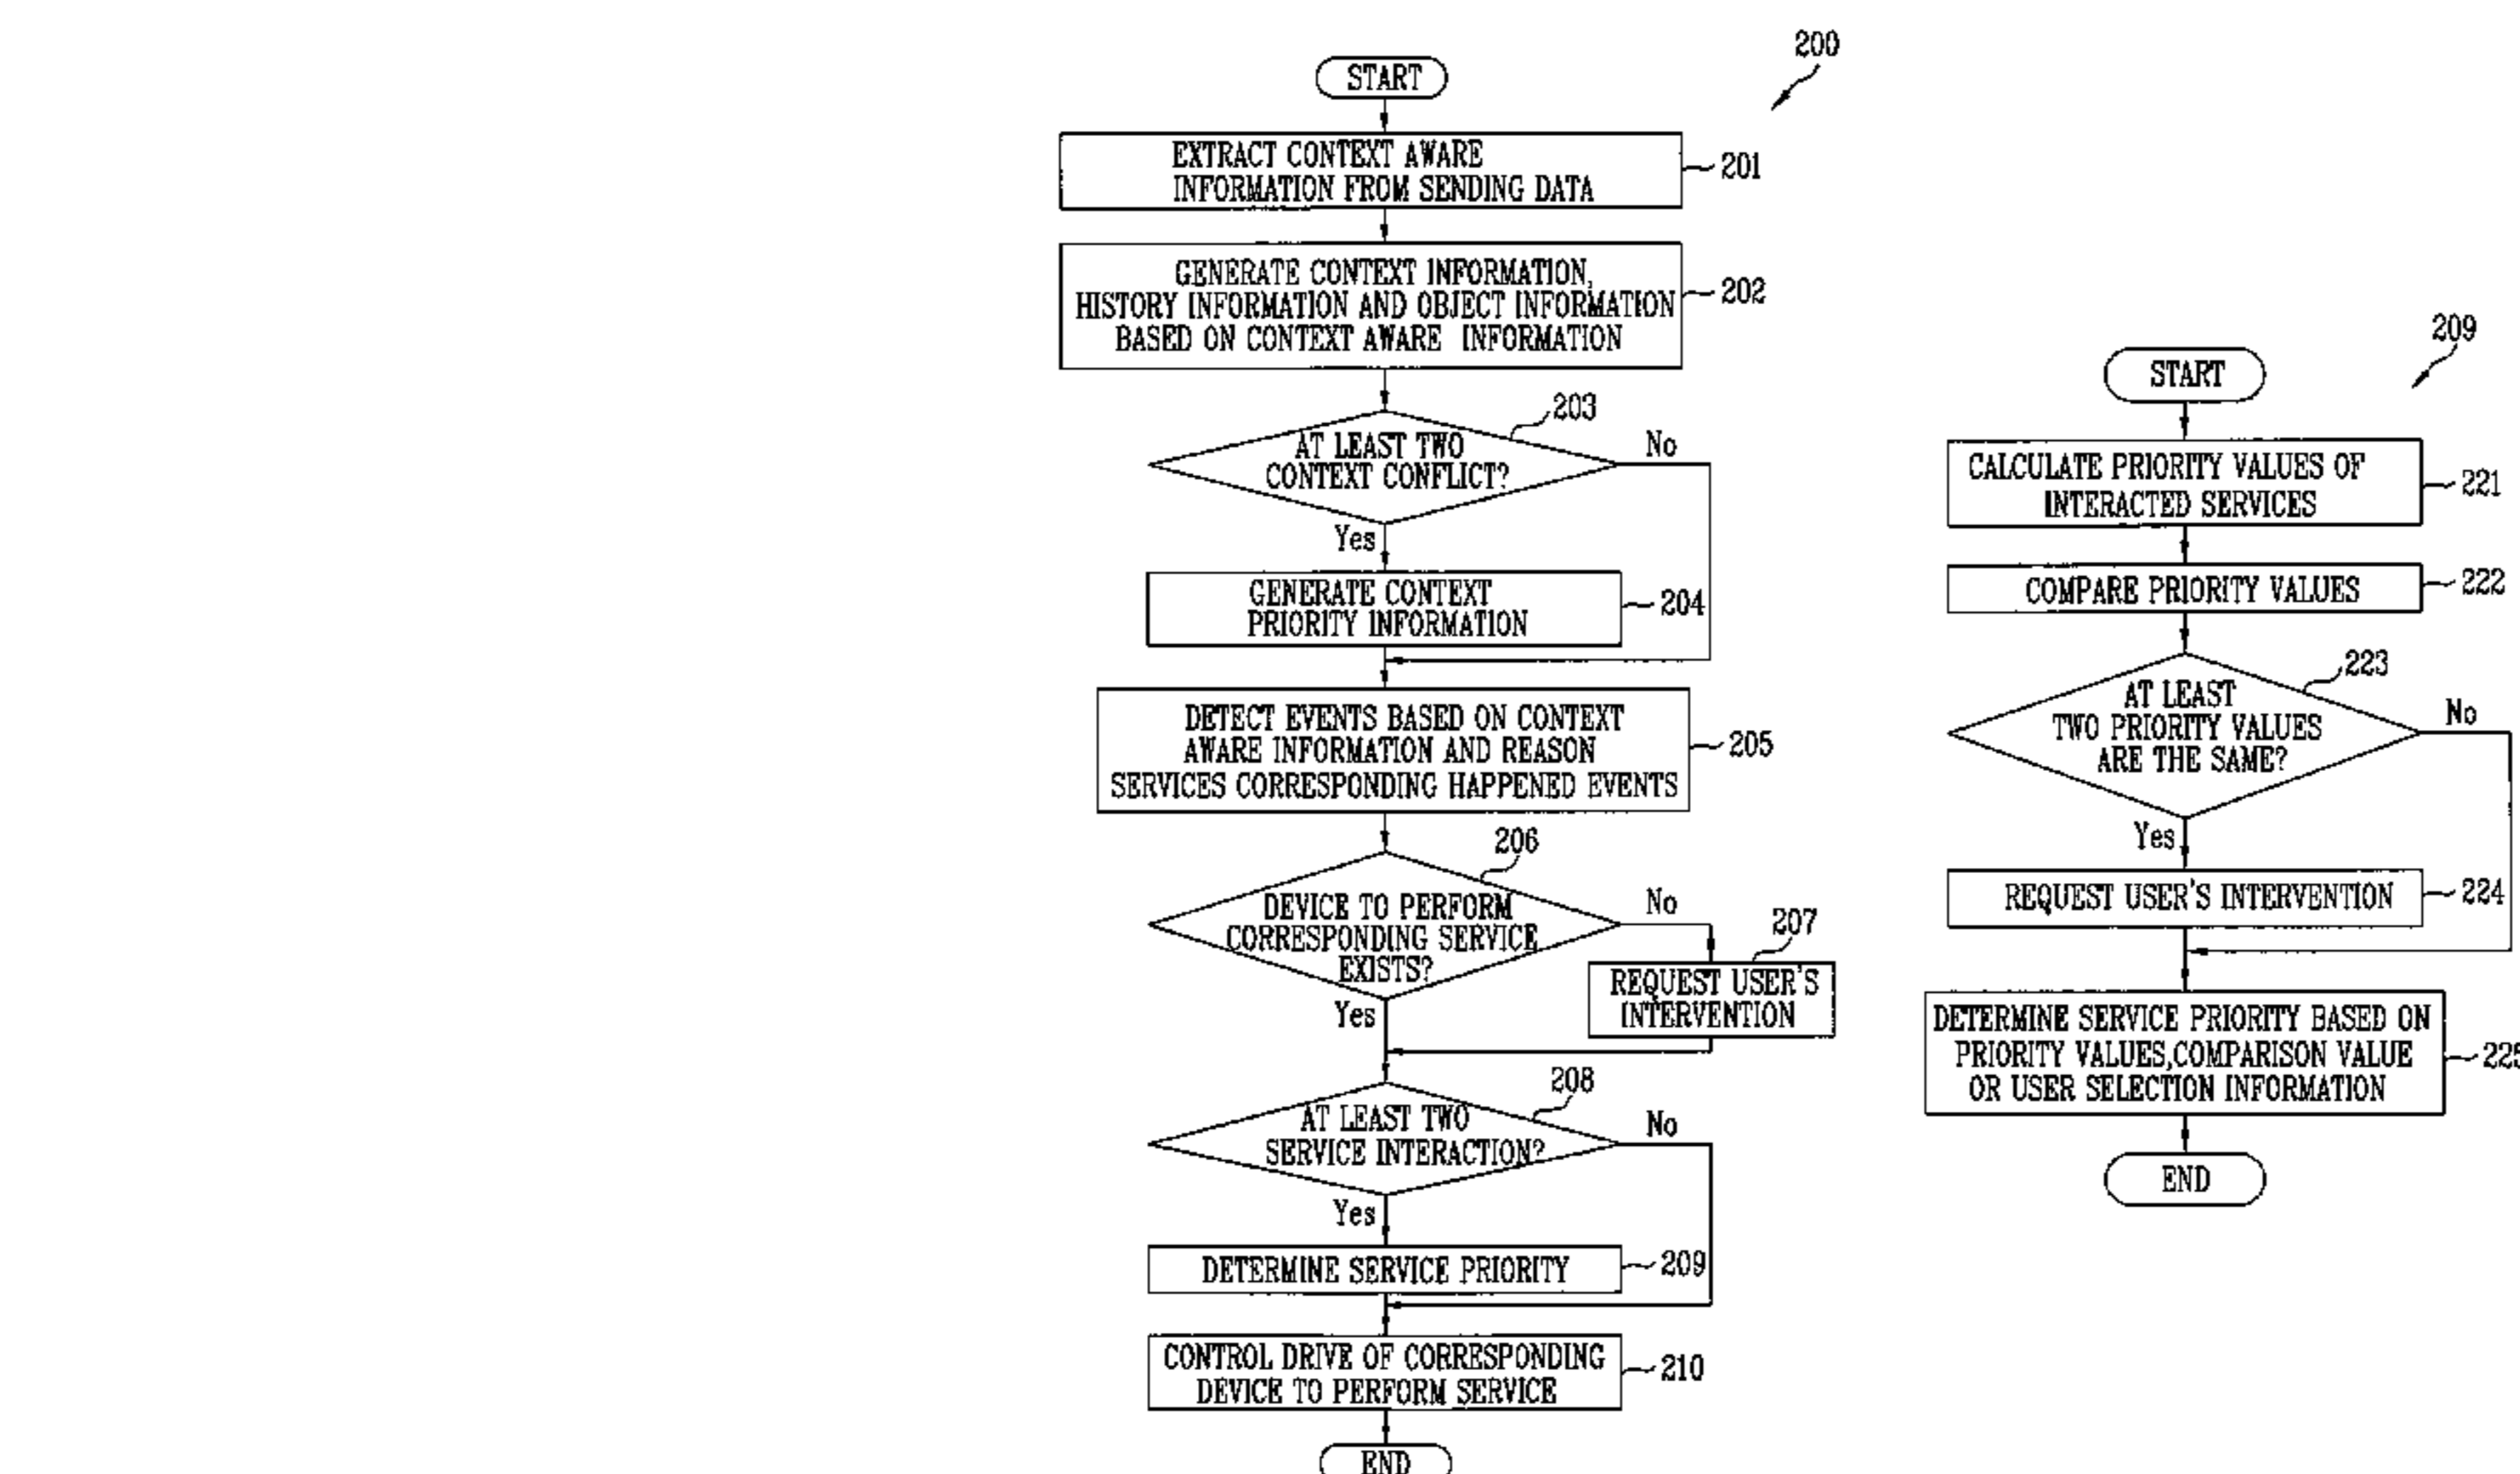 200
START
EXTRACT CONTEXT AWARE
INFORMATION FROM SENDING DATA
201
GENERATE CONTEXT INFORMATION,
HISTORY INFORMATION AND OBJECT INFORMATION
BASED ON CONTEXT AWARE INFORMATION
202
203
AT LEAST TWO
CONTEXT CONFLICT?
No
Yes
GENERATE CONTEXT
PRIORITY INFORMATION
204
DETECT EVENTS BASED ON CONTEXT
AWARE INFORMATION AND REASON
SERVICES CORRESPONDING HAPPENED EVENTS
205
206
DEVICE TO PERFORM
CORRESPONDING SERVICE
EXISTS?
No
207
REQUEST USER'S
INTERVENTION
Yes
208
AT LEAST TWO
SERVICE INTERACTION?
No
Yes
DETERMINE SERVICE PRIORITY
209
CONTROL DRIVE OF CORRESPONDING
DEVICE TO PERFORM SERVICE
210
END
209
START
CALCULATE PRIORITY VALUES OF
INTERACTED SERVICES
221
COMPARE PRIORITY VALUES
222
223
AT LEAST
TWO PRIORITY VALUES
ARE THE SAME?
No
Yes
REQUEST USER'S INTERVENTION
224
DETERMINE SERVICE PRIORITY BASED ON
PRIORITY VALUES,COMPARISON VALUE
OR USER SELECTION INFORMATION
225
END